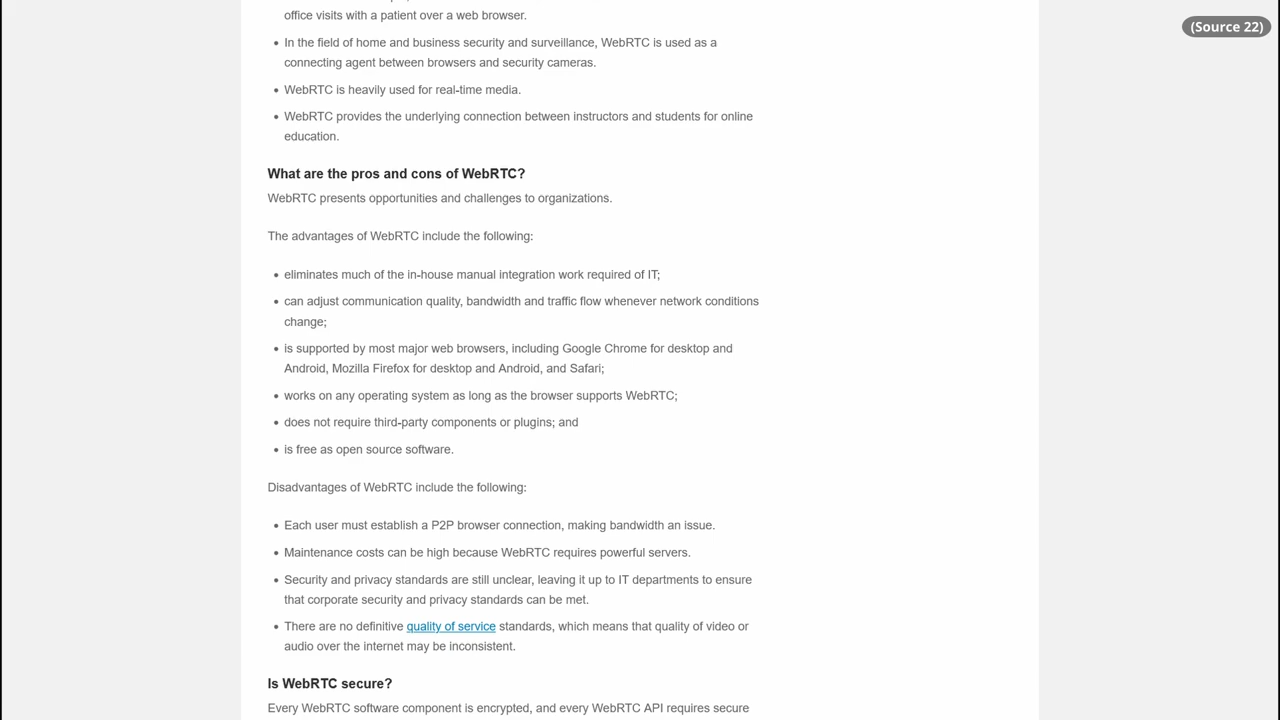 office visits with a patient over a web browser.
(Source 22)
• In the field of home and business security and surveillance, WebRTC is used as a
connecting agent between browsers and security cameras.
• WebRTC is heavily used for real-time media.
• WebRTC provides the underlying connection between instructors and students for online
education.
What are the pros and cons of WebRTC?
WebRTC presents opportunities and challenges to organizations.
The advantages of WebRTC include the following:
• eliminates much of the in-house manual integration work required of IT;
• can adjust communication quality, bandwidth and traffic flow whenever network conditions
change;
• is supported by most major web browsers, including Google Chrome for desktop and
Android, Mozilla Firefox for desktop and Android, and Safari;
• works on any operating system as long as the browser supports WebRTC;
• does not require third-party components or plugins; and
• is free as open source software.
Disadvantages of WebRTC include the following:
• Each user must establish a P2P browser connection, making bandwidth an issue.
• Maintenance costs can be high because WebRTC requires powerful servers.
• Security and privacy standards are still unclear, leaving it up to IT departments to ensure
that corporate security and privacy standards can be met.
• There are no definitive quality of service standards, which means that quality of video or
audio over the internet may be inconsistent.
Is WebRTC secure?
Every WebRTC software component is encrypted, and every WebRTC API requires secure